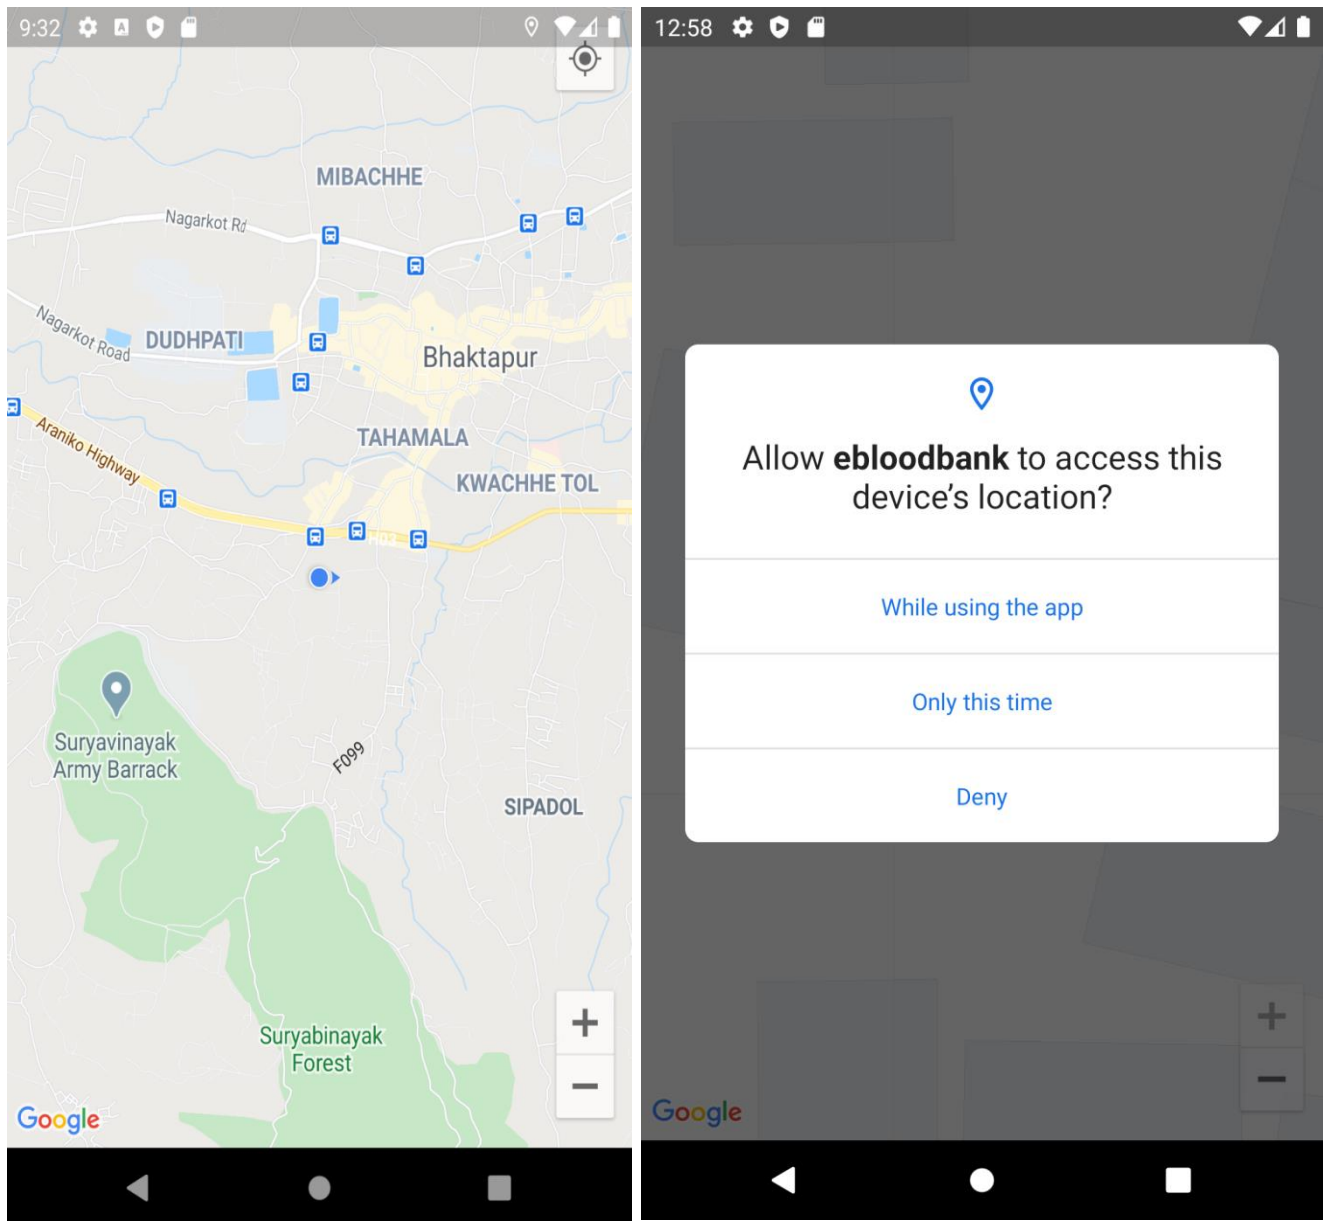 9:32
MIBACHHE
Nagarkot Rd
Nagarkot Road
DUDHPATI
Bhaktapur
Araniko Highway
TAHAMALA
KWACHHE TOL
H03
Suryavinayak
Army Barrack
F099
SIPADOL
Suryabinayak
Forest
Google
12:58
Allow ebloodbank to access this
device’s location?
While using the app
Only this time
Deny
Google